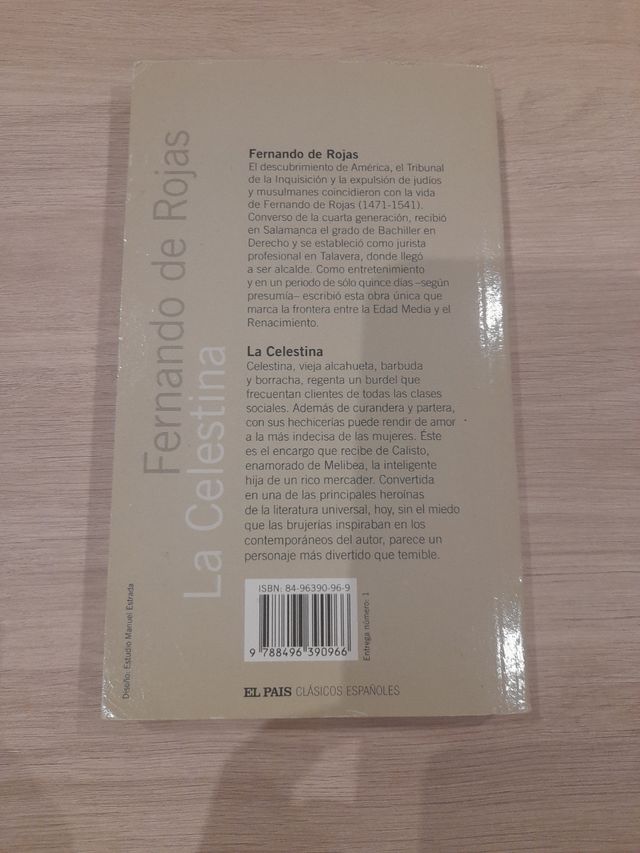 Fernando de Rojas
La Celestina
Fernando de Rojas
El descubrimiento de América, el Tribunal
de la Inquisición y la expulsión de judios
y musulmanes coincidieron con la vida
de Fernando de Rojas (1471-1541).
Converso de la cuarta generación, recibió
en Salamanca el grado de Bachiller en
Derecho y se estableció como jurista
profesional en Talavera, donde llegó
a ser alcalde. Como entretenimiento
y en un periodo de sólo quince días –según
presumía– escribió esta obra única que
marca la frontera entre la Edad Media y el
Renacimiento.
La Celestina
Celestina, vieja alcahueta, barbuda
y borracha, regenta un burdel que
frecuentan clientes de todas las clases
sociales. Además de curandera y partera,
con sus hechicerías puede rendir de amor
a la más indecisa de las mujeres. Éste
es el encargo que recibe de Calisto,
enamorado de Melibea, la inteligente
hija de un rico mercader. Convertida
en una de las principales heroínas
de la literatura universal, hoy, sin el miedo
que las brujerías inspiraban en los
contemporáneos del autor, parece un
personaje más divertido que temible.
ISBN: 84-96390-96-9
9 788496 390966
Entrega número: 1
Diseño: Estudio Manuel Estrada
EL PAIS CLÁSICOS ESPAÑOLES